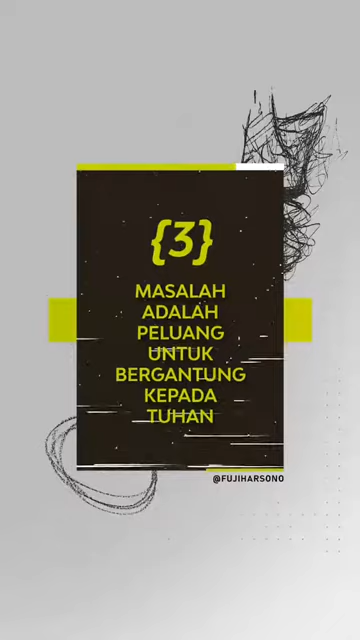 {3}
MASALAH
ADALAH
PELUANG
UNTUK
BERGANTUNG
KEPADA
TUHAN
@FUJIHARSONO